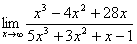 lim x→∞ (x³ − 4x² + 28x)/(5x³ + 3x² + x − 1)